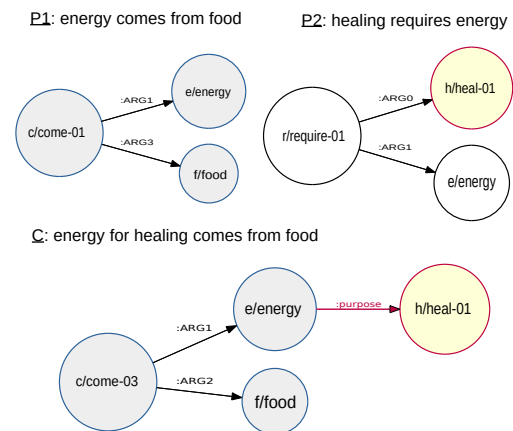 P1: energy comes from food
P2: healing requires energy
c/come-01
:ARG1
e/energy
:ARG3
f/food
r/require-01
:ARG0
h/heal-01
:ARG1
e/energy
C: energy for healing comes from food
c/come-03
:ARG1
e/energy
:purpose
h/heal-01
:ARG2
f/food